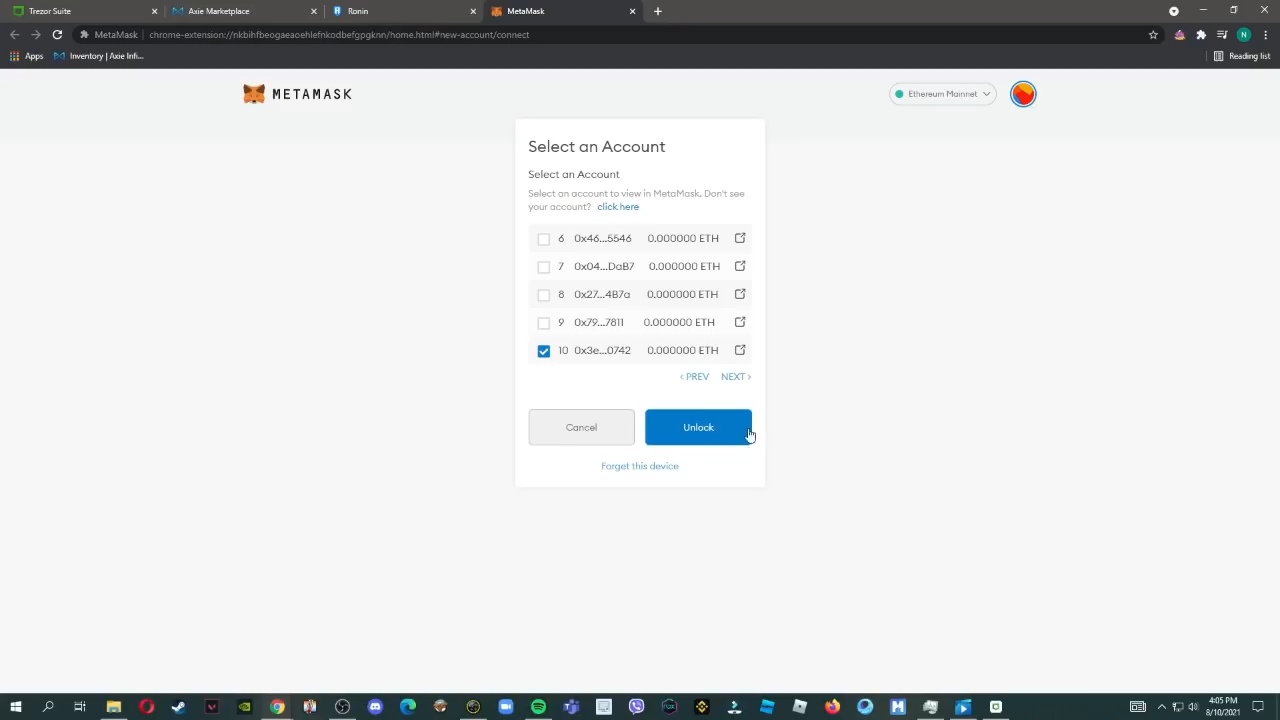 Trezor Suite
Axie Marketplace
Ronin
MetaMask
MetaMask | chrome-extension://nkbihfbeogaeaoehlefnkodbefgpgknn/home.html#new-account/connect
N
Apps
Inventory | Axie Infi...
Reading list
METAMASK
Ethereum Mainnet
Select an Account
Select an Account
Select an account to view in MetaMask. Don't see
your account? click here
6 0x46...5546 0.000000 ETH
7 0x04...DaB7 0.000000 ETH
8 0x27...4B7a 0.000000 ETH
9 0x79...7811 0.000000 ETH
10 0x3e...0742 0.000000 ETH
< PREV NEXT >
Cancel
Unlock
Forget this device
4:05 PM
8/10/2021